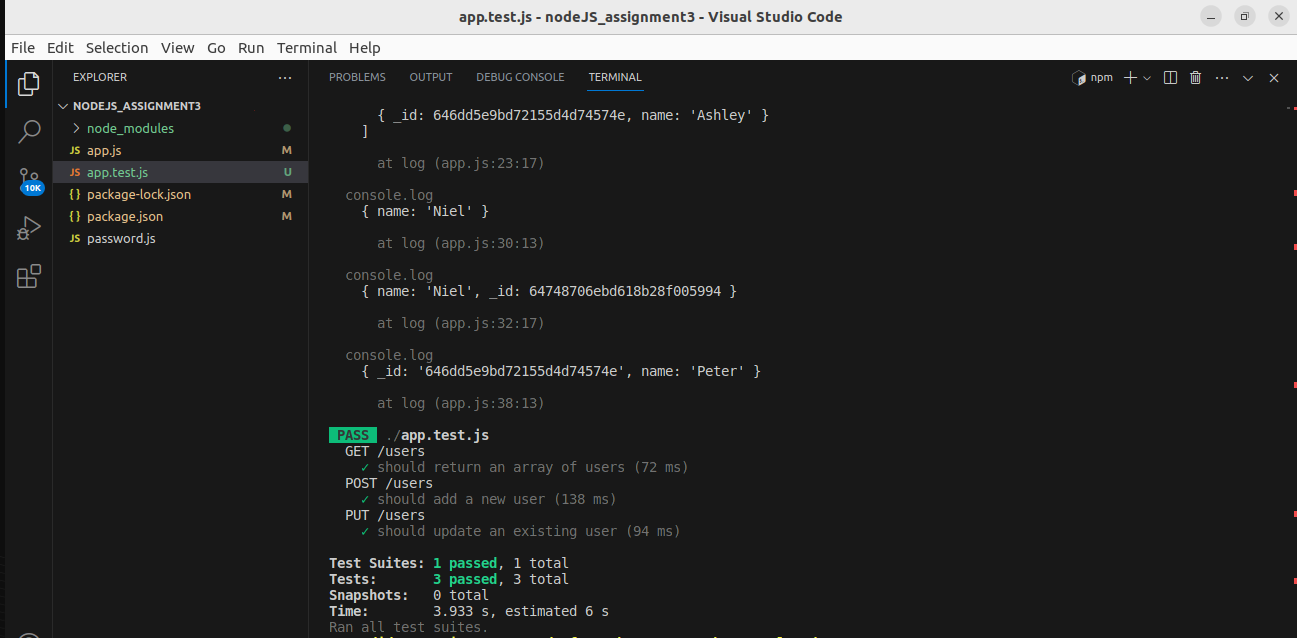 app.test.js - nodeJS_assignment3 - Visual Studio Code
File Edit Selection View Go Run Terminal Help
EXPLORER
NODEJS_ASSIGNMENT3
node_modules
JS app.js M
JS app.test.js U
{} package-lock.json M
{} package.json M
JS password.js
10K
PROBLEMS OUTPUT DEBUG CONSOLE TERMINAL
npm
{ _id: 646dd5e9bd72155d4d74574e, name: 'Ashley' }
]
at log (app.js:23:17)
console.log
{ name: 'Niel' }
at log (app.js:30:13)
console.log
{ name: 'Niel', _id: 64748706ebd618b28f005994 }
at log (app.js:32:17)
console.log
{ _id: '646dd5e9bd72155d4d74574e', name: 'Peter' }
at log (app.js:38:13)
PASS ./app.test.js
GET /users
✓ should return an array of users (72 ms)
POST /users
✓ should add a new user (138 ms)
PUT /users
✓ should update an existing user (94 ms)
Test Suites: 1 passed, 1 total
Tests: 3 passed, 3 total
Snapshots: 0 total
Time: 3.933 s, estimated 6 s
Ran all test suites.